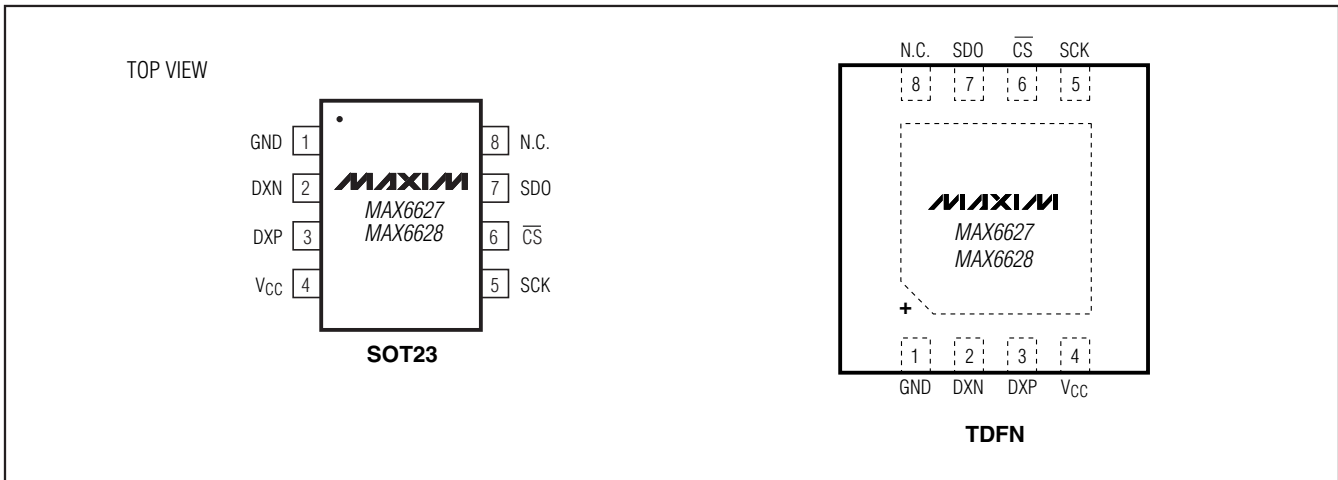 TOP VIEW
GND 1
DXN 2
DXP 3
VCC 4
MAXIM
MAX6627
MAX6628
8 N.C.
7 SDO
6 C̅S̅
5 SCK
SOT23
N.C. SDO C̅S̅ SCK
8 7 6 5
MAXIM
MAX6627
MAX6628
+
1 2 3 4
GND DXN DXP VCC
TDFN